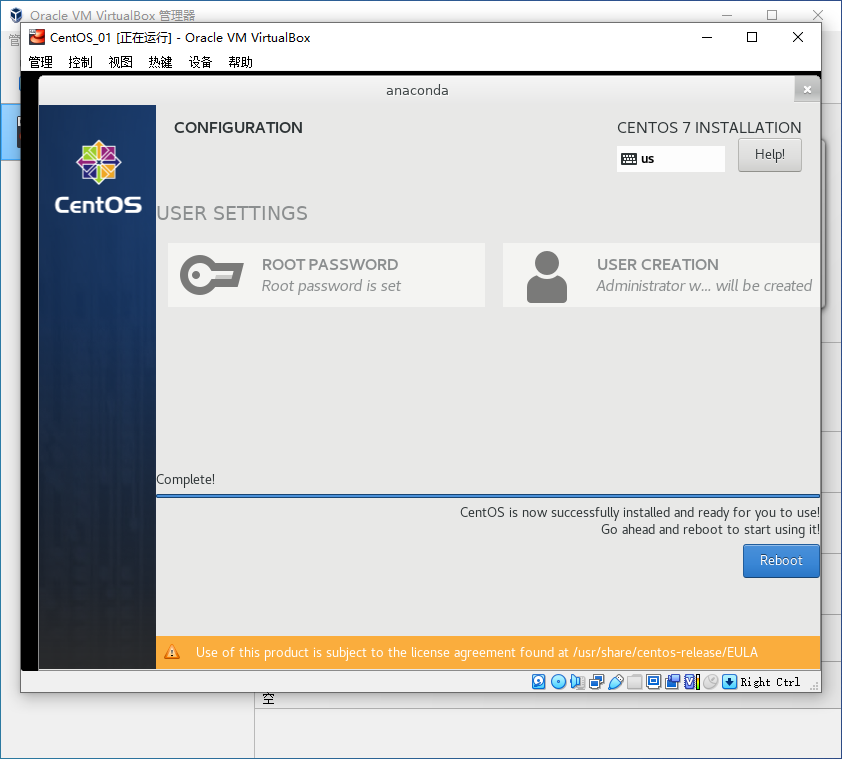 Oracle VM VirtualBox 管理器
CentOS_01 [正在运行] - Oracle VM VirtualBox
管理 控制 视图 热键 设备 帮助
anaconda
CentOS
CONFIGURATION
CENTOS 7 INSTALLATION
us
Help!
USER SETTINGS
ROOT PASSWORD
Root password is set
USER CREATION
Administrator w... will be created
Complete!
CentOS is now successfully installed and ready for you to use!
Go ahead and reboot to start using it!
Reboot
Use of this product is subject to the license agreement found at /usr/share/centos-release/EULA
Right Ctrl
空